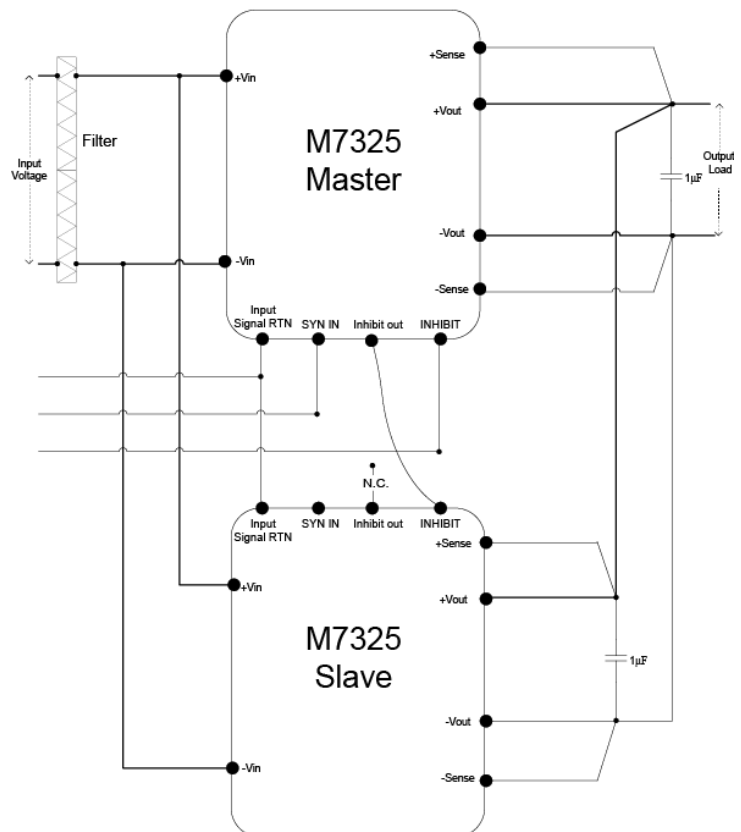 +Sense
+Vin
+Vout
Filter
M7325
Master
Input
Voltage
1µF
Output
Load
-Vout
-Vin
-Sense
Input
Signal RTN
SYN IN
Inhibit out
INHIBIT
N.C.
Input
Signal RTN
SYN IN
Inhibit out
INHIBIT
+Sense
+Vin
+Vout
M7325
Slave
1µF
-Vout
-Vin
-Sense